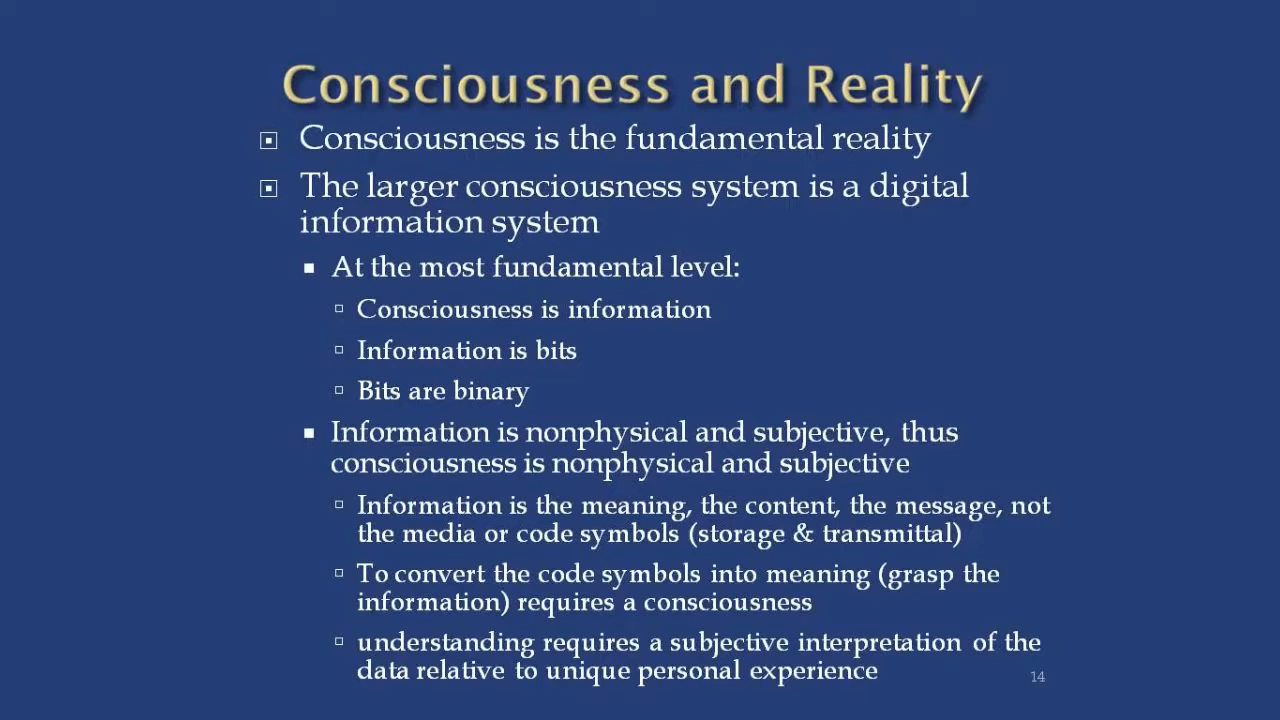 Consciousness and Reality
Consciousness is the fundamental reality
The larger consciousness system is a digital
information system
At the most fundamental level:
Consciousness is information
Information is bits
Bits are binary
Information is nonphysical and subjective, thus
consciousness is nonphysical and subjective
Information is the meaning, the content, the message, not
the media or code symbols (storage & transmittal)
To convert the code symbols into meaning (grasp the
information) requires a consciousness
understanding requires a subjective interpretation of the
data relative to unique personal experience
14